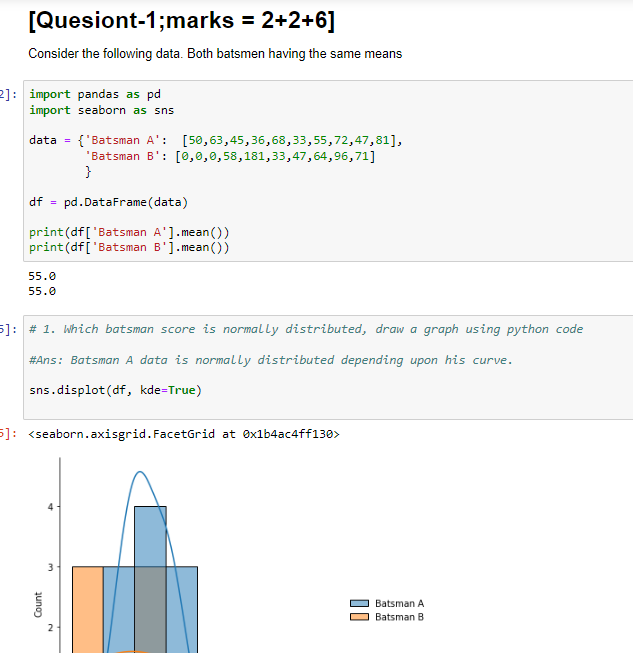 [Quesiont-1;marks = 2+2+6]
Consider the following data. Both batsmen having the same means
2]: import pandas as pd
import seaborn as sns
data = {'Batsman A': [50,63,45,36,68,33,55,72,47,81],
'Batsman B': [0,0,0,58,181,33,47,64,96,71]
}
df = pd.DataFrame(data)
print(df['Batsman A'].mean())
print(df['Batsman B'].mean())
55.0
55.0
5]: # 1. Which batsman score is normally distributed, draw a graph using python code
#Ans: Batsman A data is normally distributed depending upon his curve.
sns.displot(df, kde=True)
5]: <seaborn.axisgrid.FacetGrid at 0x1b4ac4ff130>
4
3
2
Count
Batsman A
Batsman B